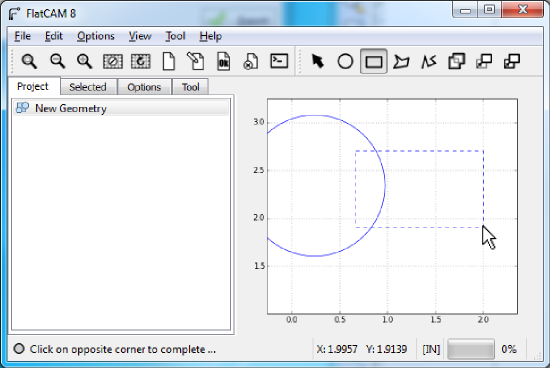 FlatCAM 8
File Edit Options View Tool Help
Ok
Project Selected Options Tool
New Geometry
3.0
2.5
2.0
1.5
0.0 0.5 1.0 1.5 2.0
Click on opposite corner to complete ... X: 1.9957 Y: 1.9139 [IN] 0%